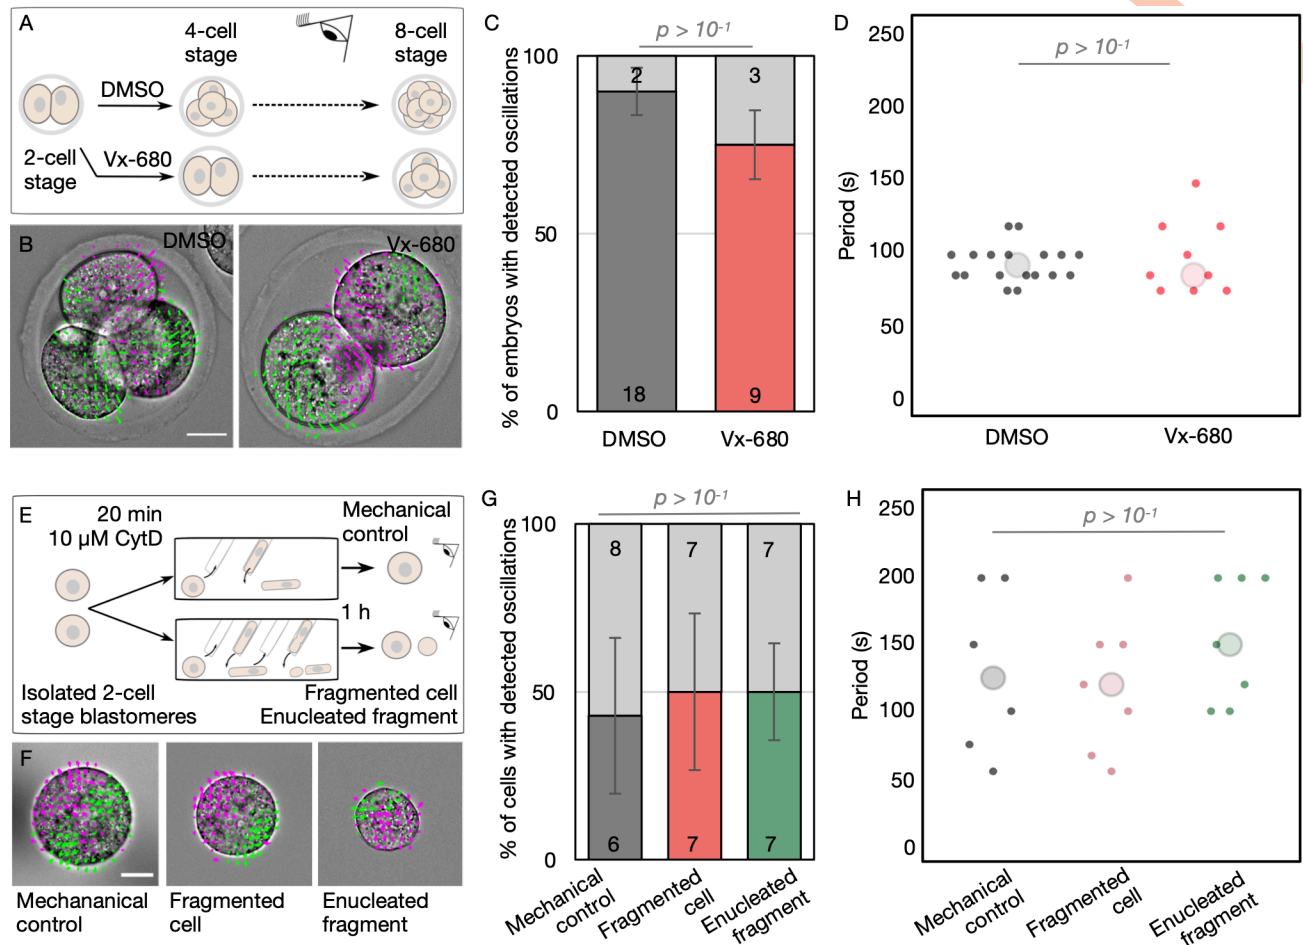 A
4-cell
stage
8-cell
stage
DMSO
2-cell
stage
Vx-680
B
DMSO
Vx-680
C
p > 10-1
% of embryos with detected oscillations
100
50
0
2
3
18
9
DMSO
Vx-680
D
p > 10-1
Period (s)
250
200
150
100
50
0
DMSO
Vx-680
E
20 min
10 µM CytD
Mechanical
control
1 h
Isolated 2-cell
stage blastomeres
Fragmented cell
Enucleated fragment
F
Mechananical
control
Fragmented
cell
Enucleated
fragment
G
p > 10-1
% of cells with detected oscillations
100
50
0
8
7
7
6
7
7
Mechanical
control
Fragmented
cell
Enucleated
fragment
H
p > 10-1
Period (s)
250
200
150
100
50
0
Mechanical
control
Fragmented
cell
Enucleated
fragment